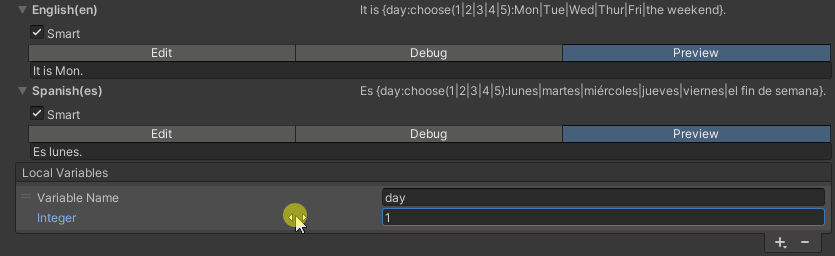 English(en) It is {day:choose(1|2|3|4|5):Mon|Tue|Wed|Thur|Fri|the weekend}.
Smart
Edit Debug Preview
It is Mon.
Spanish(es) Es {day:choose(1|2|3|4|5):lunes|martes|miércoles|jueves|viernes|el fin de semana}.
Smart
Edit Debug Preview
Es lunes.
Local Variables
Variable Name day
Integer 1